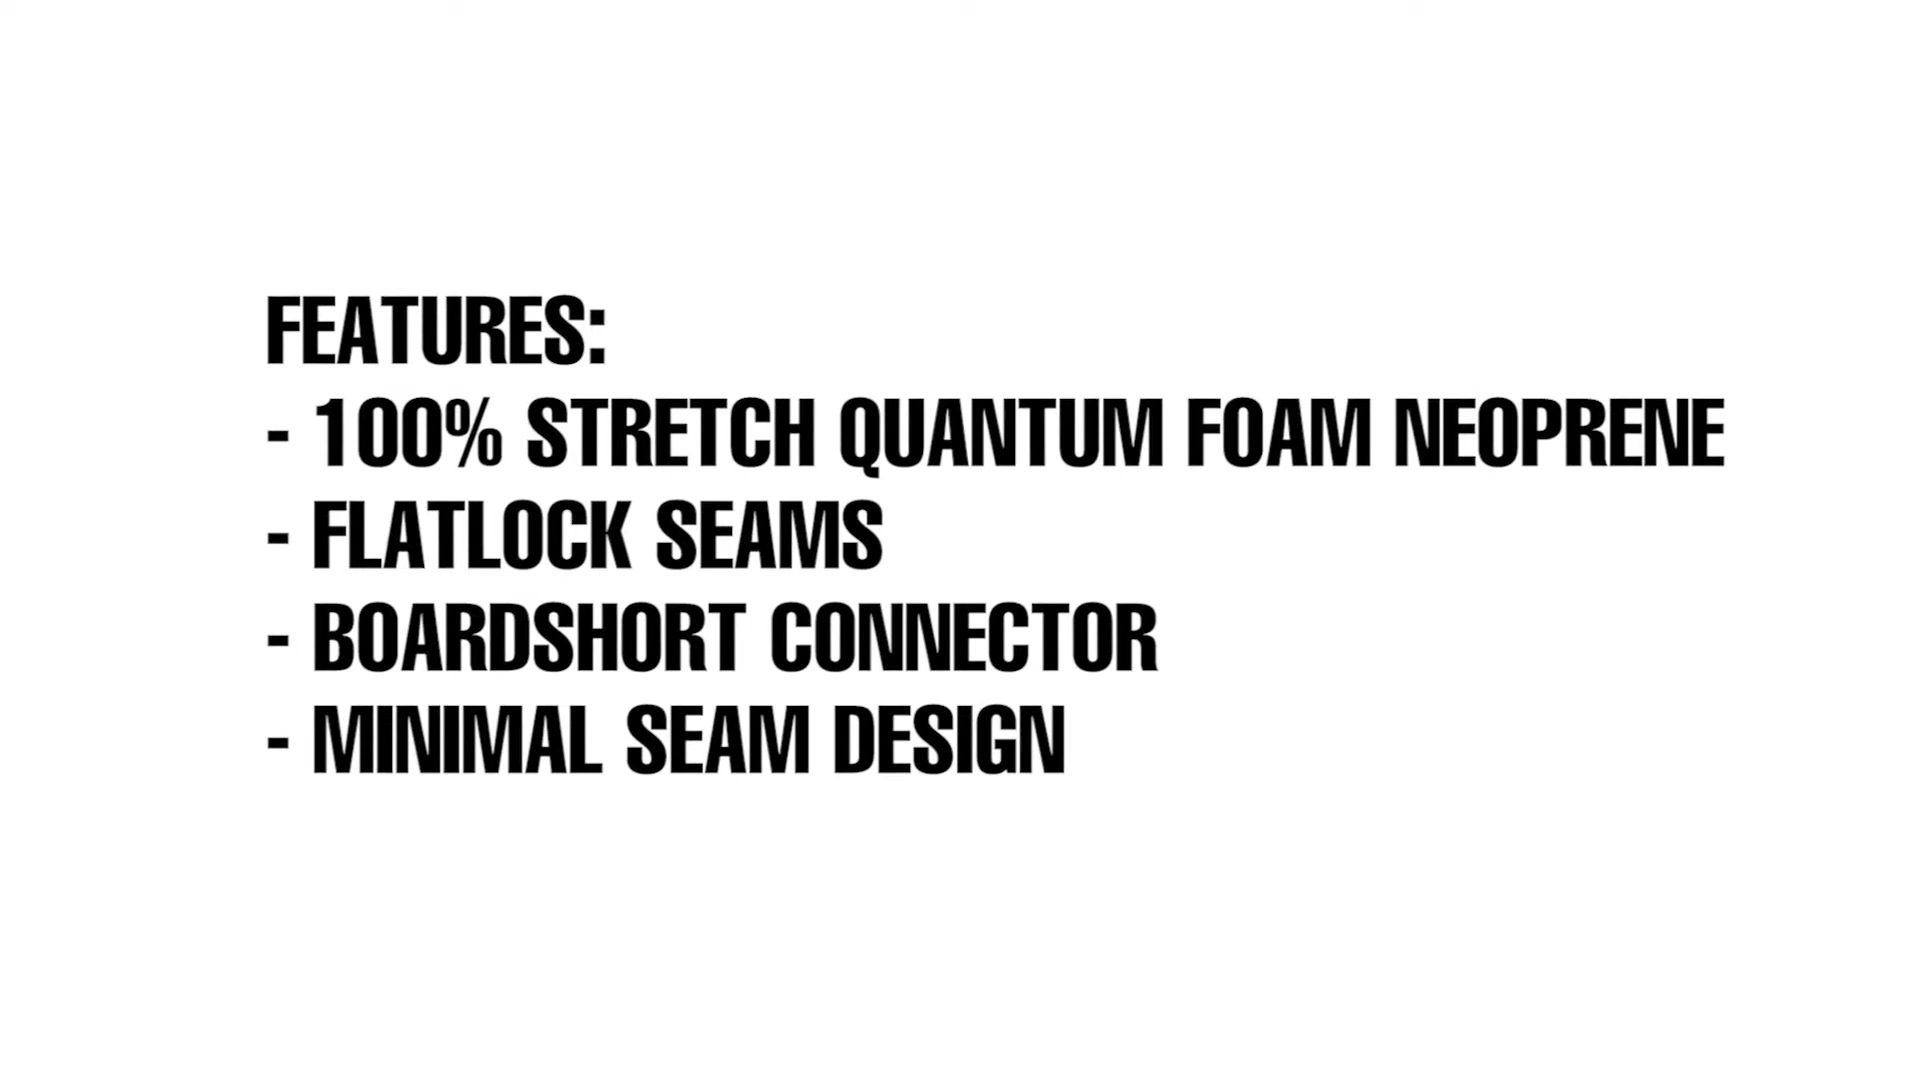 FEATURES:
- 100% STRETCH QUANTUM FOAM NEOPRENE
- FLATLOCK SEAMS
- BOARDSHORT CONNECTOR
- MINIMAL SEAM DESIGN